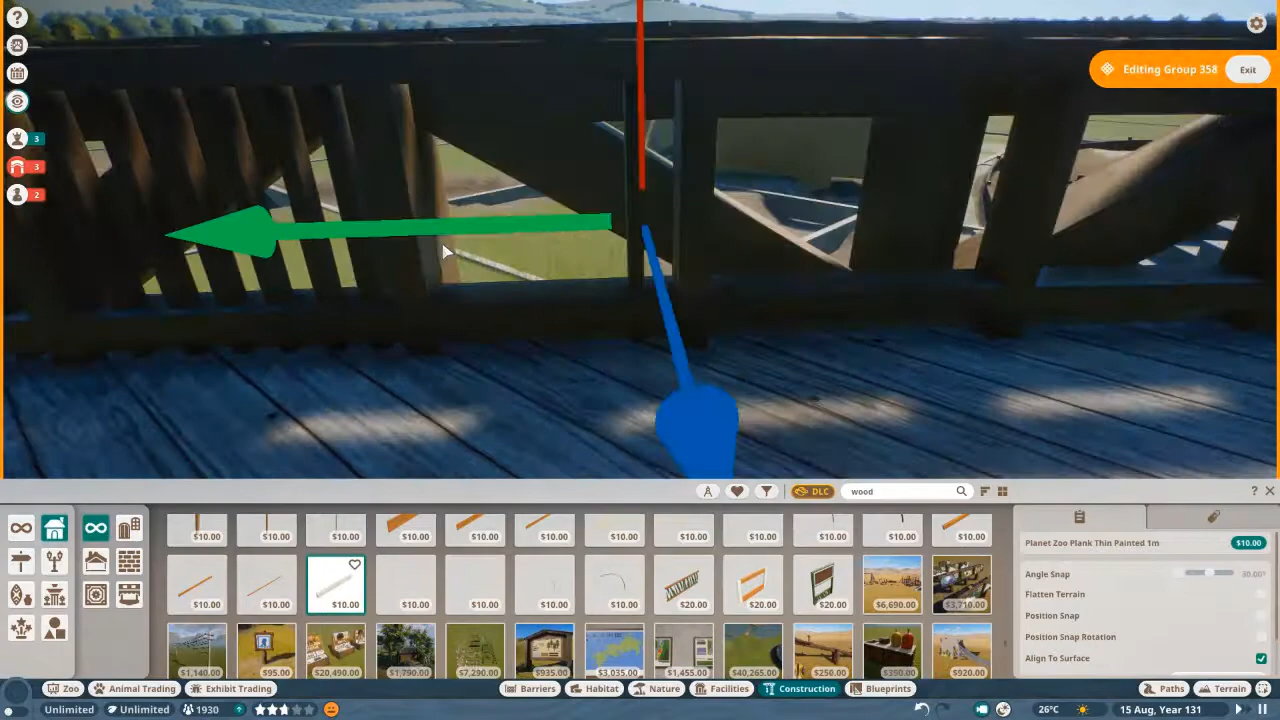 Editing Group 358
Exit
3
3
2
DLC
wood
$10.00 $10.00 $10.00 $10.00 $10.00 $10.00 $10.00 $10.00 $10.00 $10.00 $10.00 $10.00
$10.00 $10.00 $10.00 $10.00 $10.00 $10.00 $10.00 $20.00 $20.00 $20.00 $6,690.00 $3,710.00
$1,140.00 $95.00 $20,490.00 $1,790.00 $7,290.00 $935.00 $3,035.00 $1,455.00 $40,265.00 $2,350.00 $920.00
Planet Zoo Plank Thin Painted 1m $10.00
Angle Snap 30.00°
Flatten Terrain
Position Snap
Position Snap Rotation
Align To Surface
Zoo Animal Trading Exhibit Trading Barriers Habitat Nature Facilities Construction Blueprints Paths Terrain
Unlimited Unlimited 1930 26°C 15 Aug, Year 131